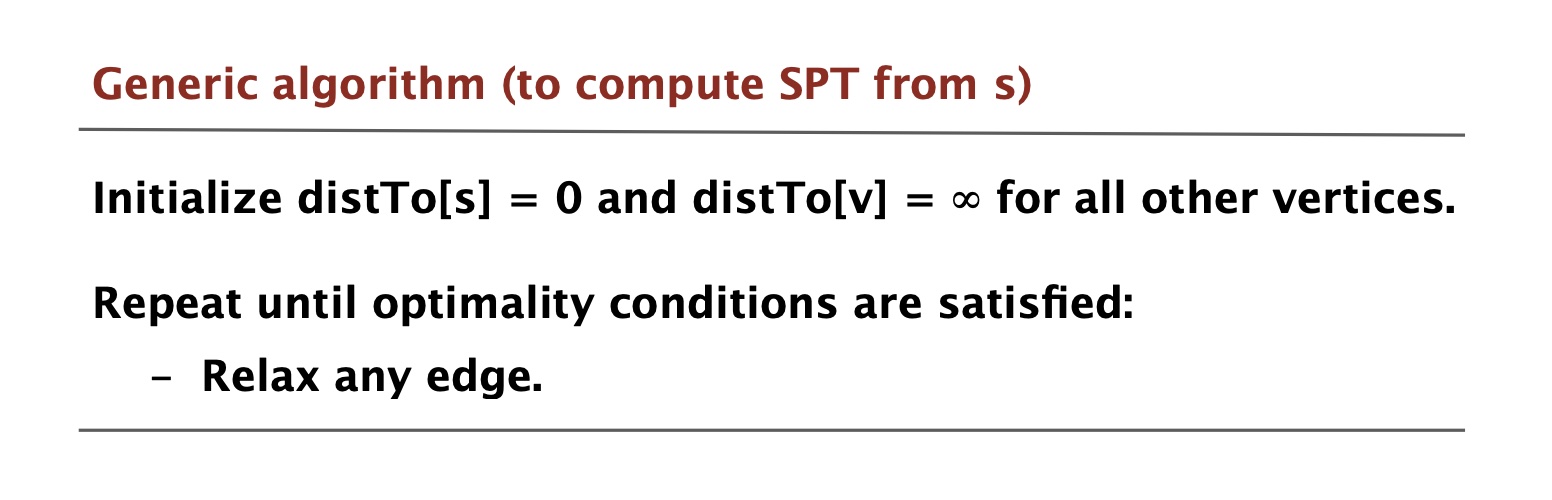 Generic algorithm (to compute SPT from s)
Initialize distTo[s] = 0 and distTo[v] = ∞ for all other vertices.
Repeat until optimality conditions are satisfied:
– Relax any edge.